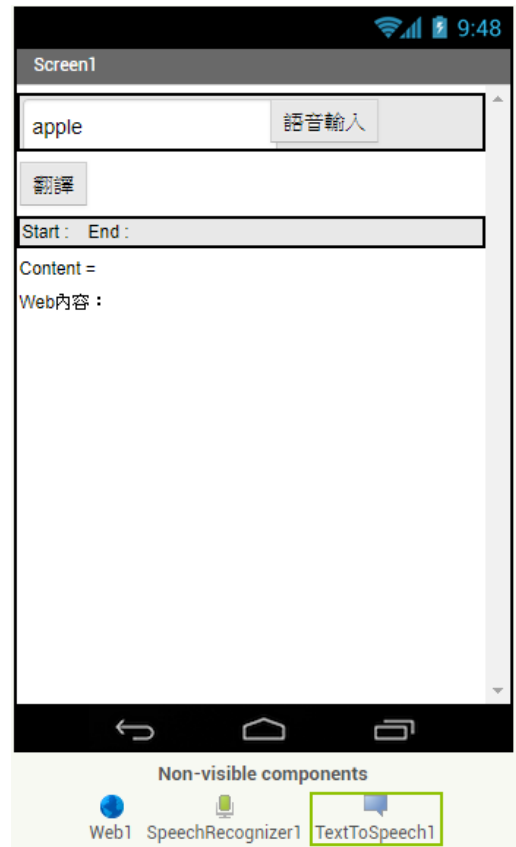 9:48
Screen1
apple 語音輸入
翻譯
Start : End :
Content =
Web內容：
Non-visible components
Web1 SpeechRecognizer1 TextToSpeech1